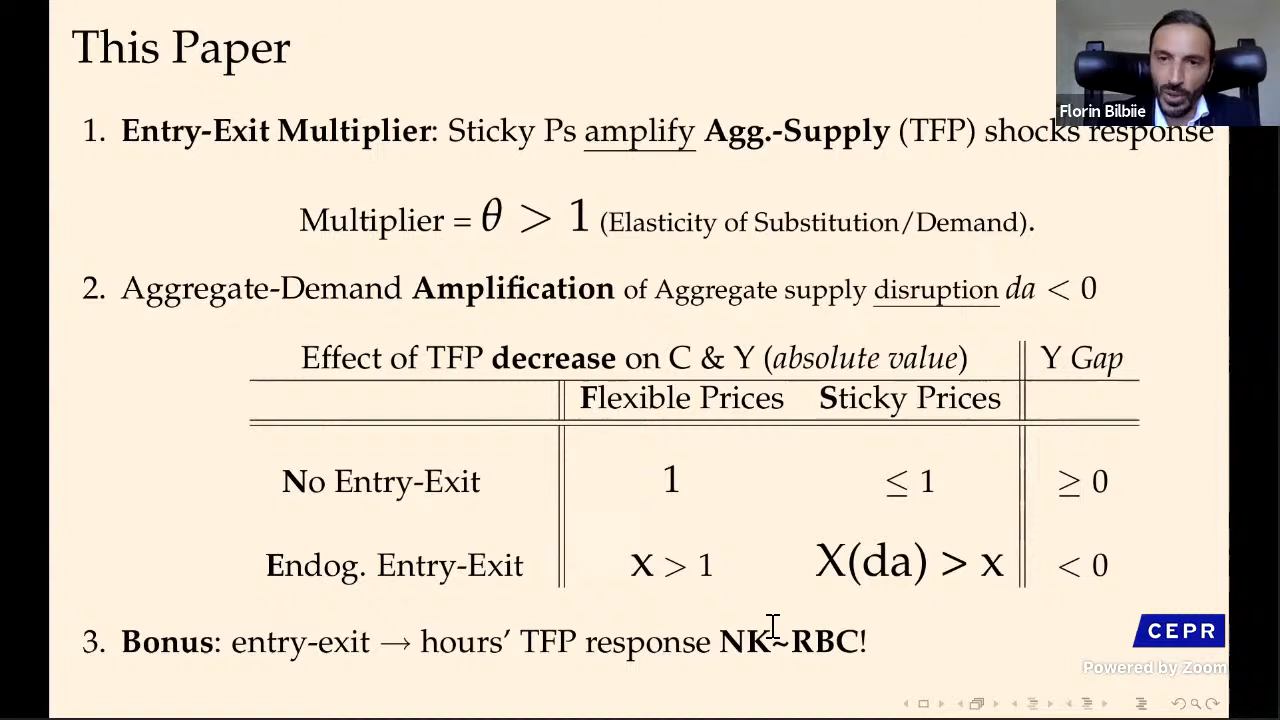 This Paper
Florin Bilbiie
1. Entry-Exit Multiplier: Sticky Ps amplify Agg.-Supply (TFP) shocks response
Multiplier = θ > 1 (Elasticity of Substitution/Demand).
2. Aggregate-Demand Amplification of Aggregate supply disruption da < 0
Effect of TFP decrease on C & Y (absolute value) Y Gap
Flexible Prices Sticky Prices
No Entry-Exit 1 ≤ 1 ≥ 0
Endog. Entry-Exit x > 1 X(da) > x < 0
3. Bonus: entry-exit → hours' TFP response NK~RBC!
CEPR
Powered by Zoom